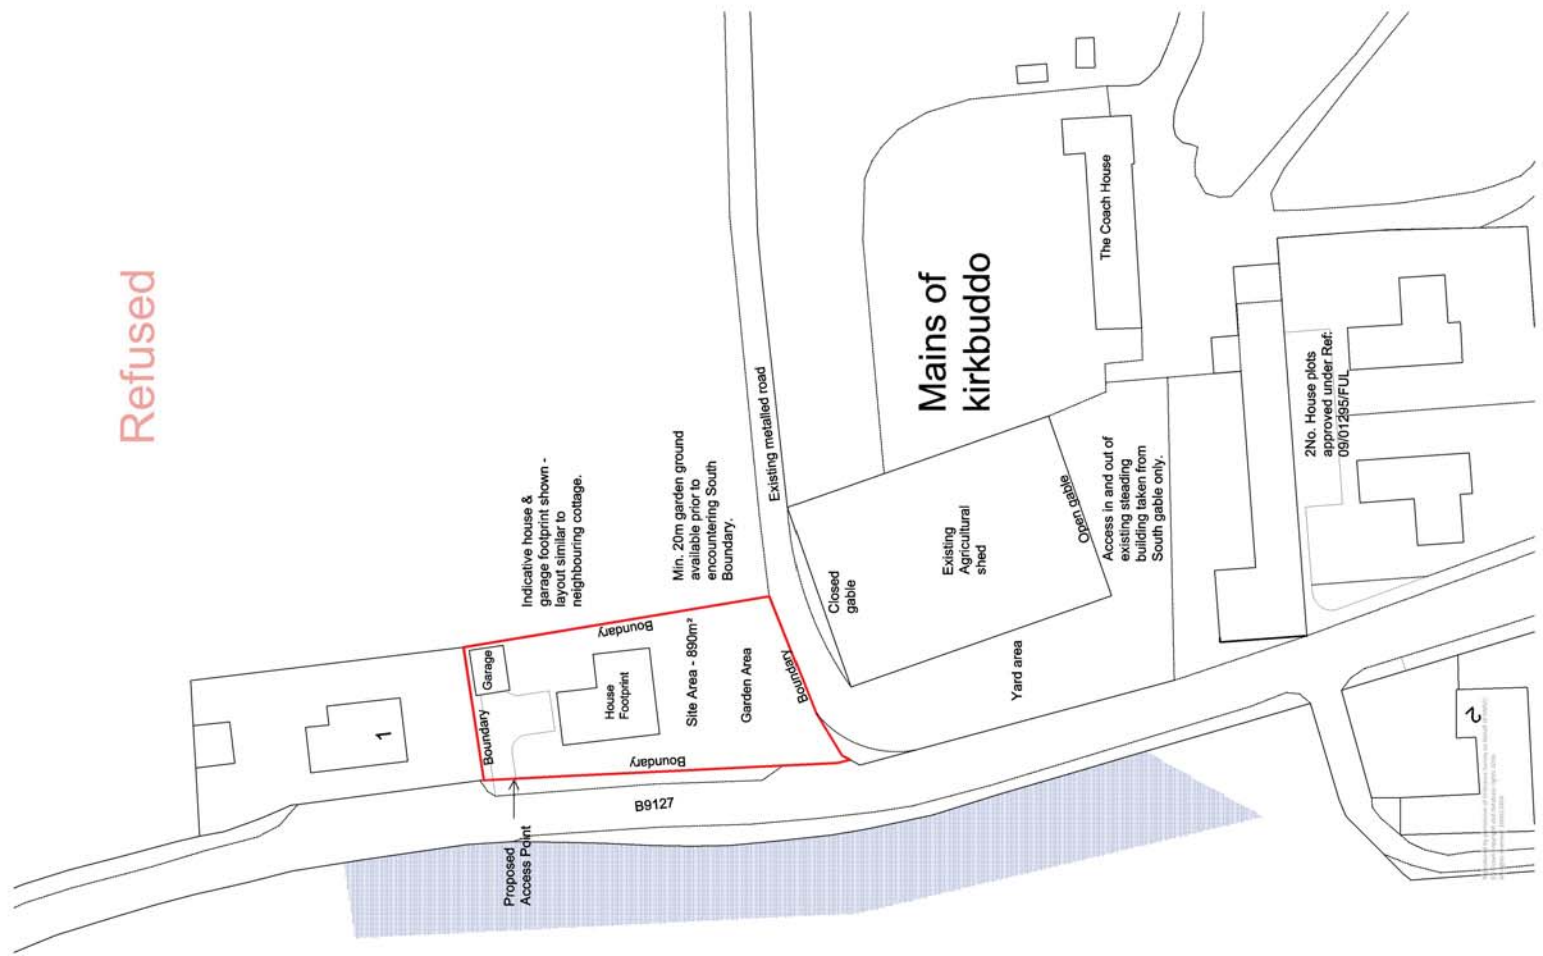 Refused
Indicative house &
garage footprint shown -
layout similar to
neighbouring cottage.
Min. 20m garden ground
available prior to
encountering South
Boundary.
Existing metalled road
Mains of
kirkbuddo
The Coach House
2No. House plots
approved under Ref:
09/01295/FUL
Access in and out of
existing steading
building taken from
South gable only.
Open gable
Existing
Agricultural
shed
Closed
gable
Yard area
Boundary
Boundary
Boundary
Boundary
Garage
House
Footprint
Site Area - 890m²
Garden Area
1
2
B9127
Proposed
Access Point